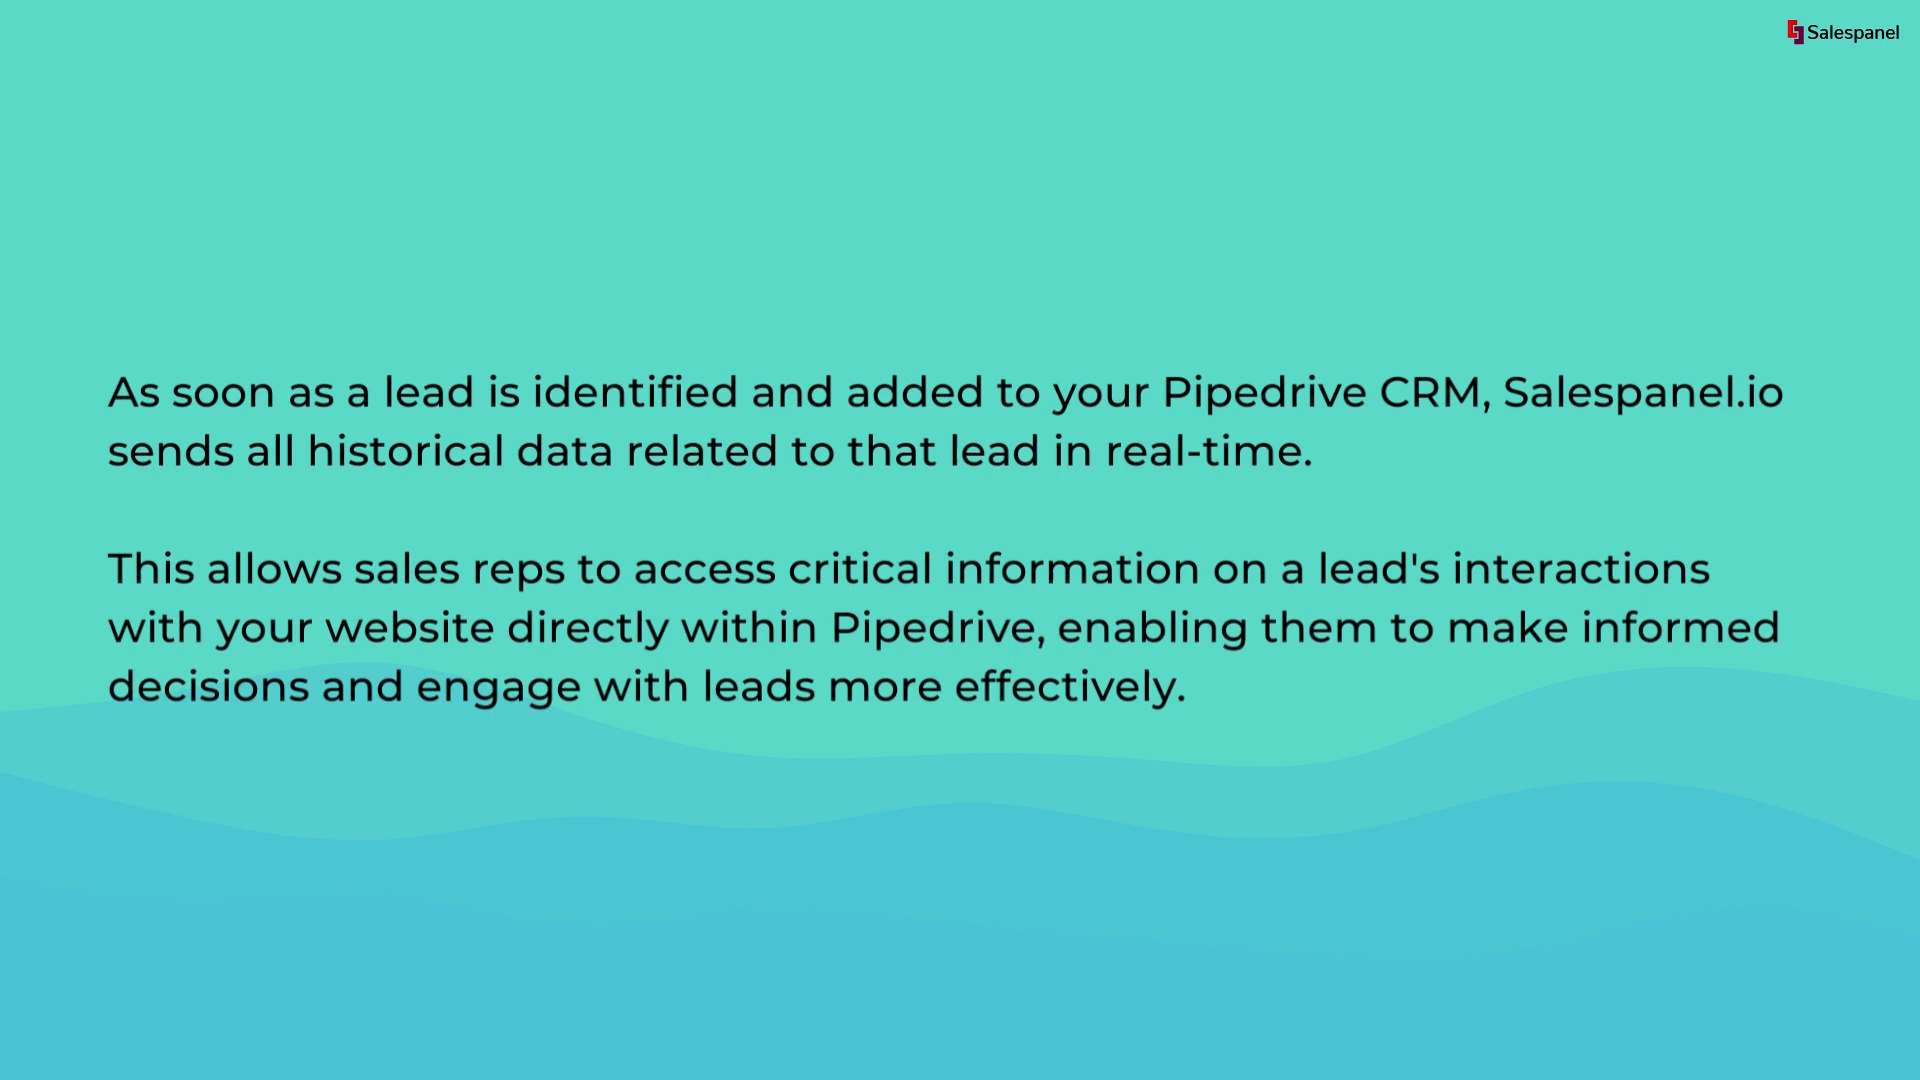 Salespanel
As soon as a lead is identified and added to your Pipedrive CRM, Salespanel.io
sends all historical data related to that lead in real-time.
This allows sales reps to access critical information on a lead's interactions
with your website directly within Pipedrive, enabling them to make informed
decisions and engage with leads more effectively.